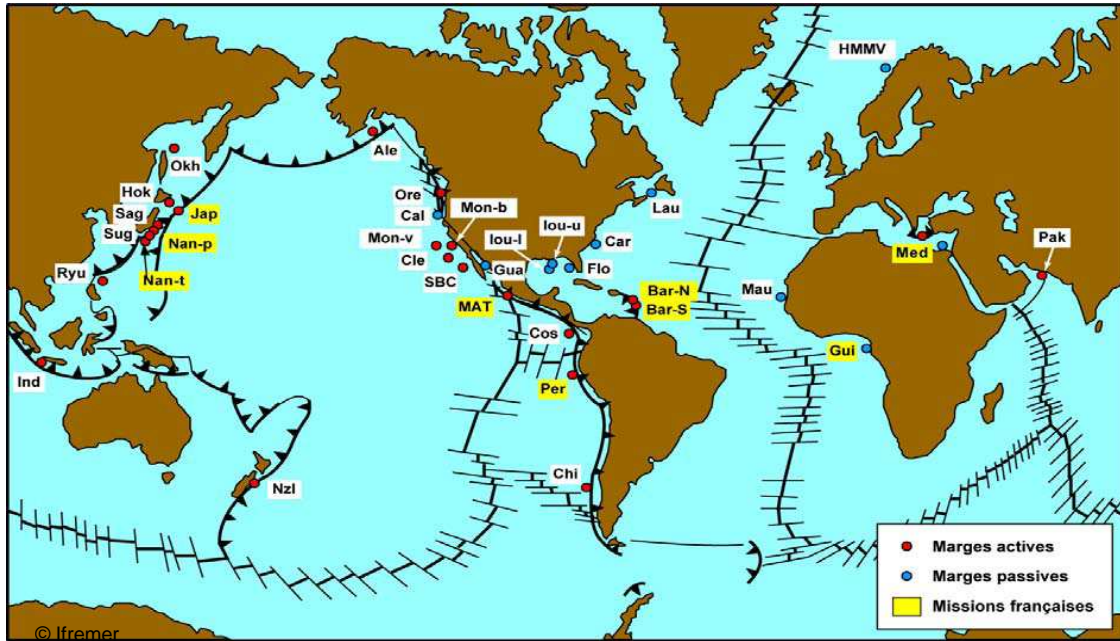 HMMV
Okh
Ale
Hok
Ore
Mon-b
Lau
Sag
Jap
Cal
Iou-u
Sug
Nan-p
Mon-v
Iou-l
Car
Med
Pak
Ryu
Nan-t
Cle
Gua
Flo
SBC
Bar-N
Mau
MAT
Bar-S
Cos
Gui
Ind
Per
Chi
Nzl
Marges actives
Marges passives
Missions françaises
© Ifremer